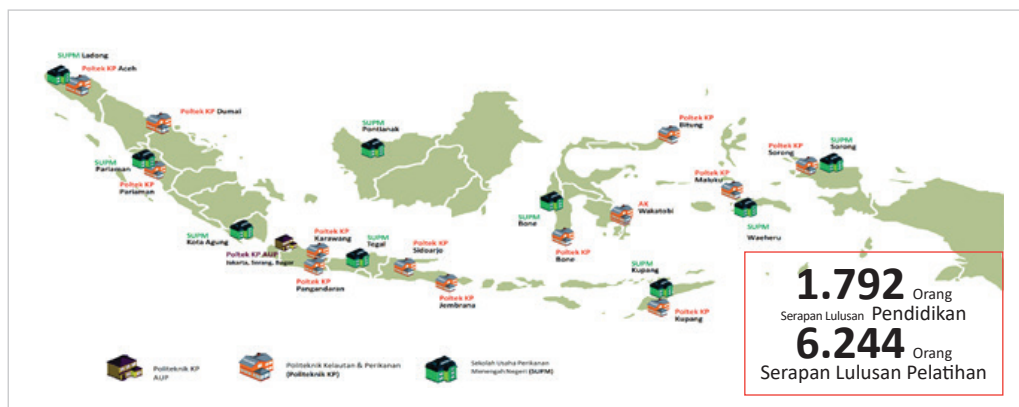 SUPM Ladong
Poltek KP Aceh
Poltek KP Dumai
SUPM
Pariaman
Poltek KP
Pariaman
SUPM
Kota Agung
Poltek KP AUP
Jakarta, Serang, Bogor
Poltek KP
Karawang
Poltek KP
Pangandaran
SUPM
Tegal
Poltek KP
Sidoarjo
Poltek KP
Jembrana
SUPM
Pontianak
Poltek KP
Bitung
SUPM
Bone
Poltek KP
Bone
AK
Wakatobi
SUPM
Kupang
Poltek KP
Kupang
Poltek KP
Maluku
SUPM
Waeheru
Poltek KP
Sorong
SUPM
Sorong
1.792 Orang
Serapan Lulusan Pendidikan
6.244 Orang
Serapan Lulusan Pelatihan
Politeknik KP
AUP
Politeknik Kelautan & Perikanan
(Politeknik KP)
Sekolah Usaha Perikanan
Menengah Negeri (SUPM)